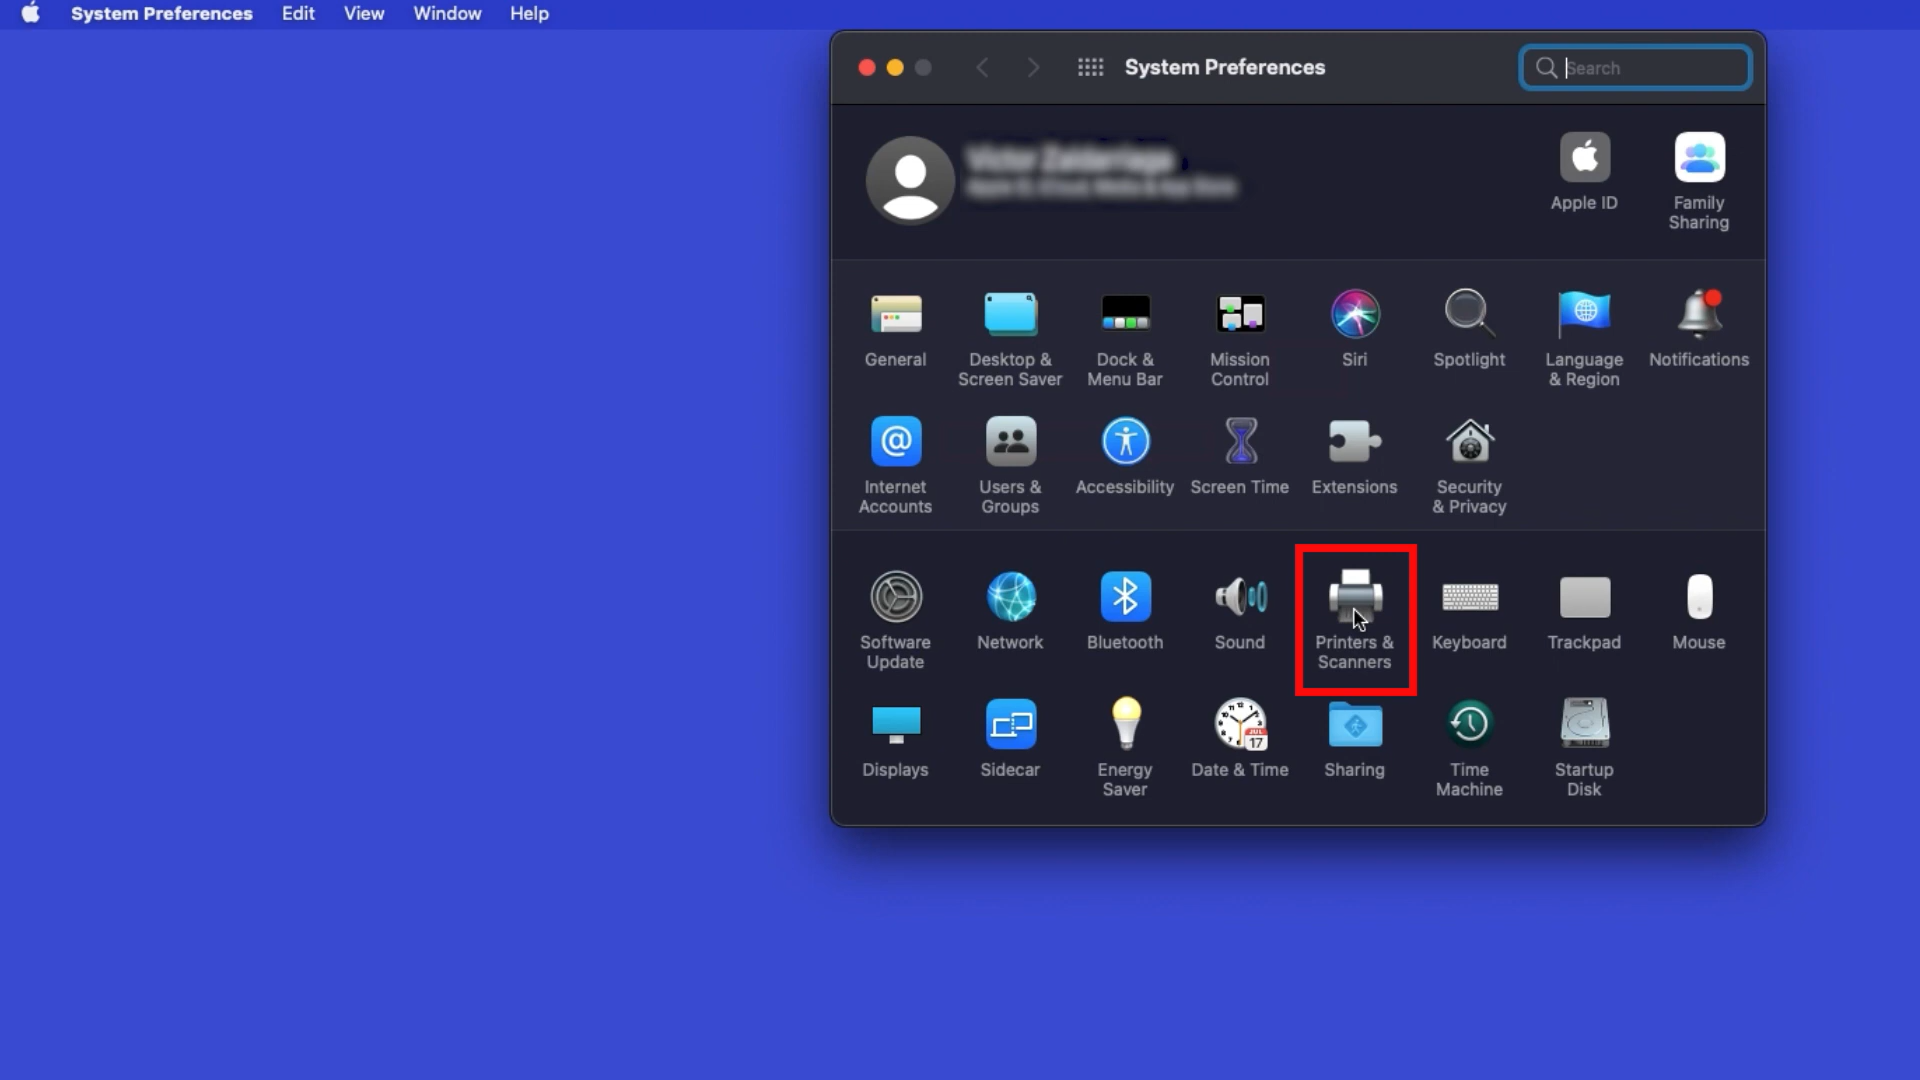 System Preferences Edit View Window Help
System Preferences
Search
Apple ID
Family
Sharing
General
Desktop &
Screen Saver
Dock &
Menu Bar
Mission
Control
Siri
Spotlight
Language
& Region
Notifications
Internet
Accounts
Users &
Groups
Accessibility
Screen Time
Extensions
Security
& Privacy
Software
Update
Network
Bluetooth
Sound
Printers &
Scanners
Keyboard
Trackpad
Mouse
Displays
Sidecar
Energy
Saver
JUL
17
Date & Time
Sharing
Time
Machine
Startup
Disk